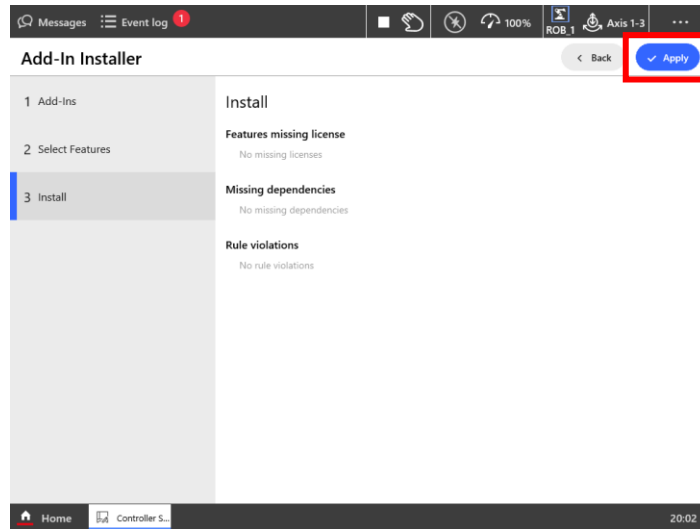 Messages Event log 1 100% ROB_1 Axis 1-3 ...
Add-In Installer Back Apply
1 Add-Ins
2 Select Features
3 Install
Install
Features missing license
No missing licenses
Missing dependencies
No missing dependencies
Rule violations
No rule violations
Home Controller S... 20:02